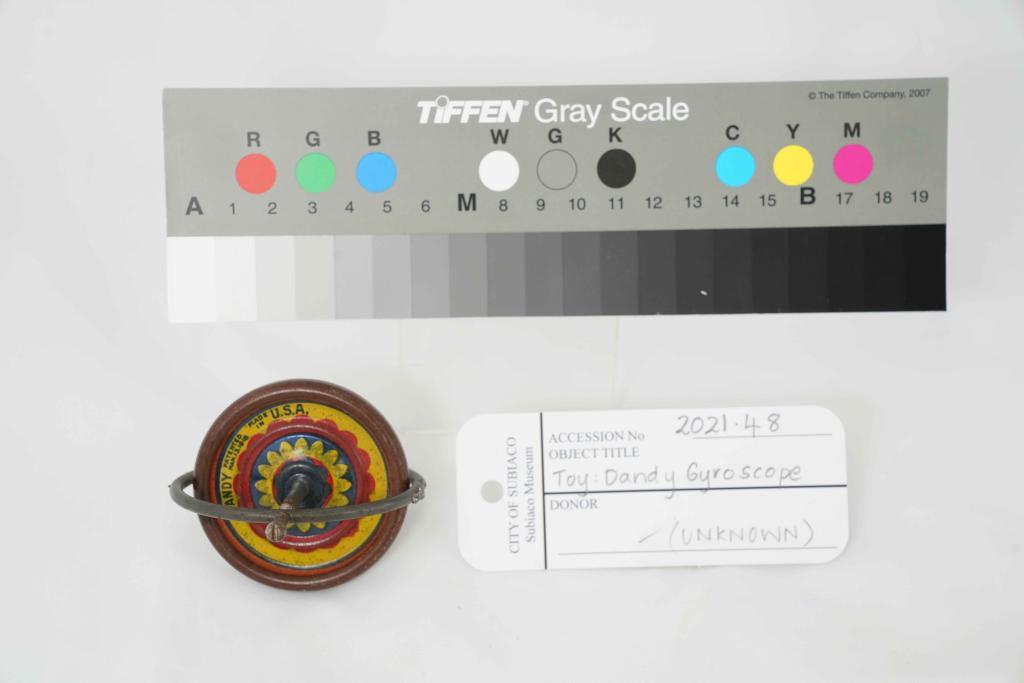 TIFFEN Gray Scale
© The Tiffen Company, 2007
R G B W G K C Y M
A 1 2 3 4 5 6 M 8 9 10 11 12 13 14 15 B 17 18 19
MADE IN U.S.A.
PATENTED
DANDY
CITY OF SUBIACO
Subiaco Museum
ACCESSION No 2021.48
OBJECT TITLE
Toy: Dandy Gyroscope
DONOR
- (UNKNOWN)